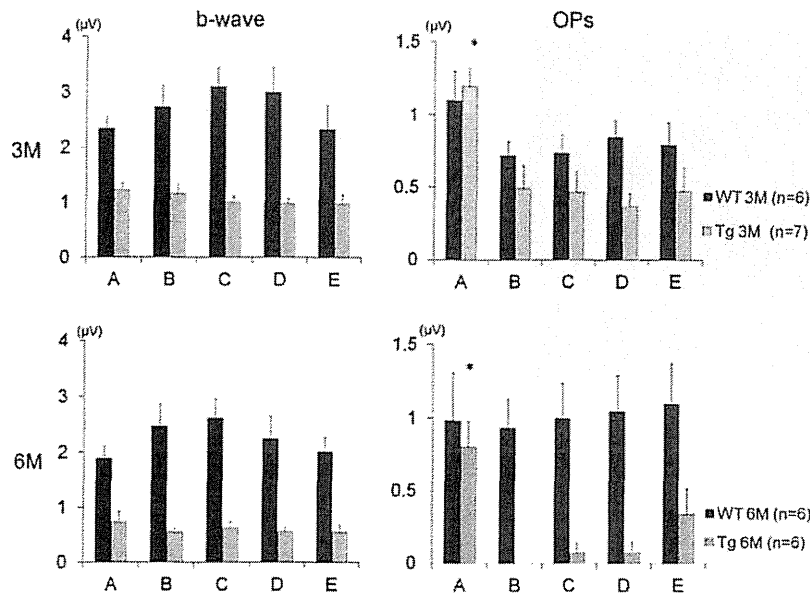 b-wave
OPs
3M
(µV)
4
3
2
1
0
A B C D E
(µV)
1.5
1
0.5
0
*
A B C D E
WT 3M (n=6)
Tg 3M (n=7)
6M
(µV)
4
3
2
1
0
A B C D E
(µV)
1.5
1
0.5
0
*
A B C D E
WT 6M (n=6)
Tg 6M (n=6)